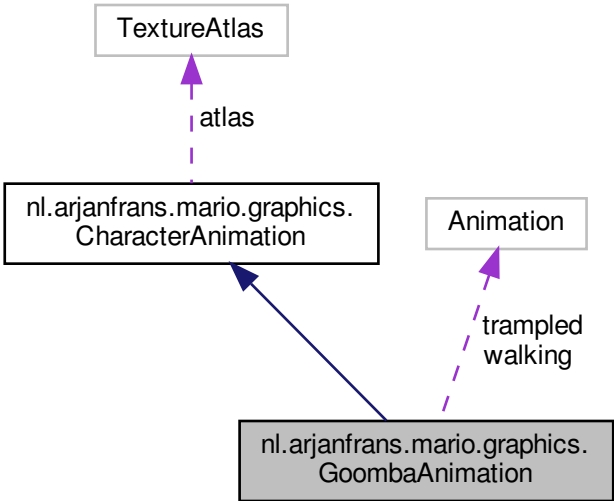 TextureAtlas
atlas
nl.arjanfrans.mario.graphics.
CharacterAnimation
Animation
trampled
walking
nl.arjanfrans.mario.graphics.
GoombaAnimation